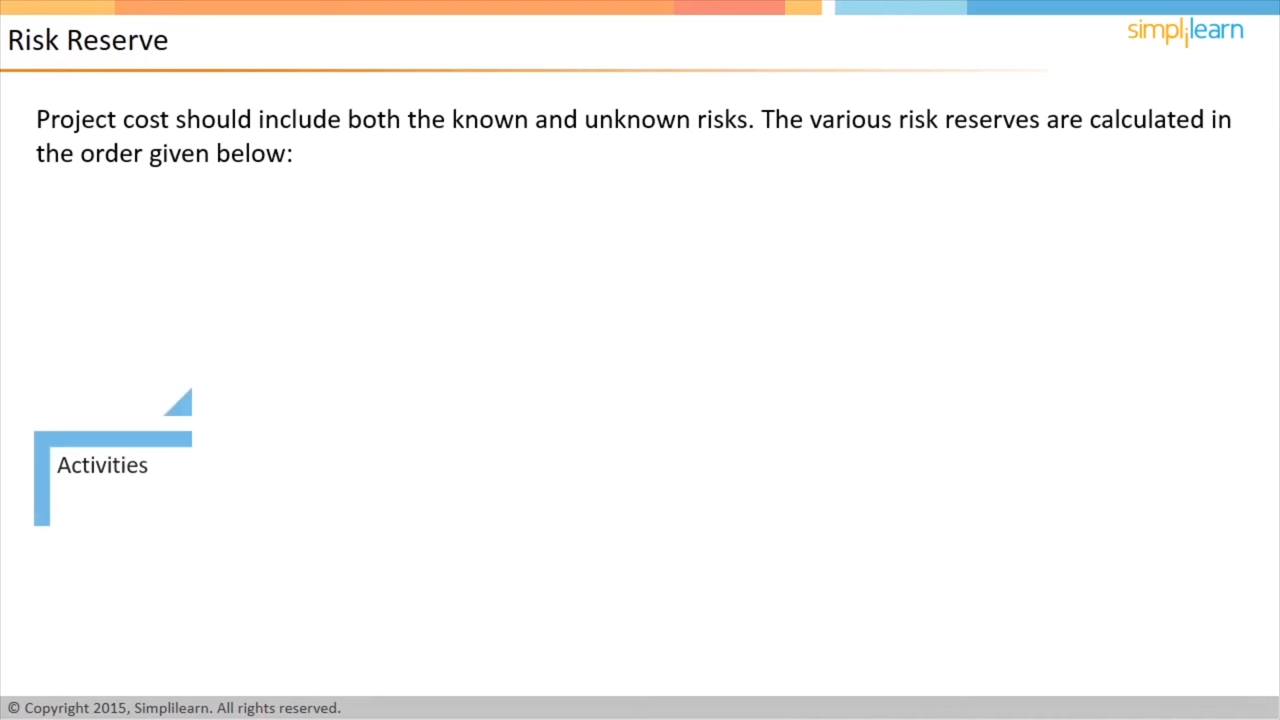 Risk Reserve
simplilearn
Project cost should include both the known and unknown risks. The various risk reserves are calculated in
the order given below:
Activities
© Copyright 2015, Simplilearn. All rights reserved.